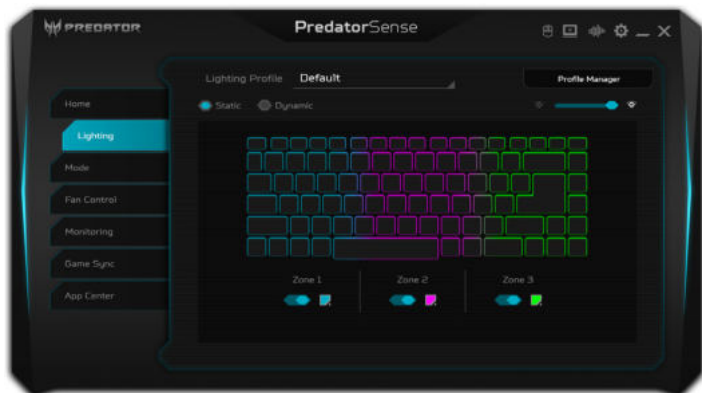 PREDATOR
PredatorSense
Lighting Profile Default
Profile Manager
Static Dynamic
Home
Lighting
Mode
Fan Control
Monitoring
Game Sync
App Center
Zone 1 Zone 2 Zone 3